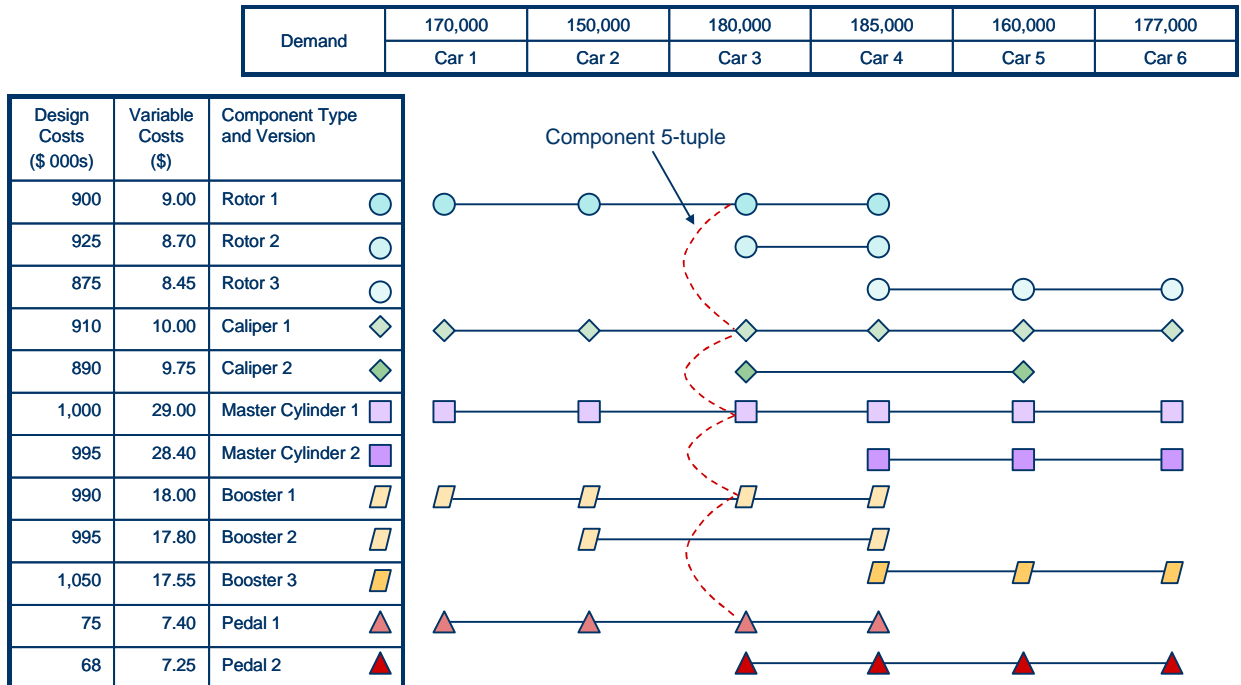 Demand
170,000 150,000 180,000 185,000 160,000 177,000
Car 1 Car 2 Car 3 Car 4 Car 5 Car 6
Design Costs ($ 000s)
Variable Costs ($)
Component Type and Version
Component 5-tuple
900 9.00 Rotor 1
925 8.70 Rotor 2
875 8.45 Rotor 3
910 10.00 Caliper 1
890 9.75 Caliper 2
1,000 29.00 Master Cylinder 1
995 28.40 Master Cylinder 2
990 18.00 Booster 1
995 17.80 Booster 2
1,050 17.55 Booster 3
75 7.40 Pedal 1
68 7.25 Pedal 2